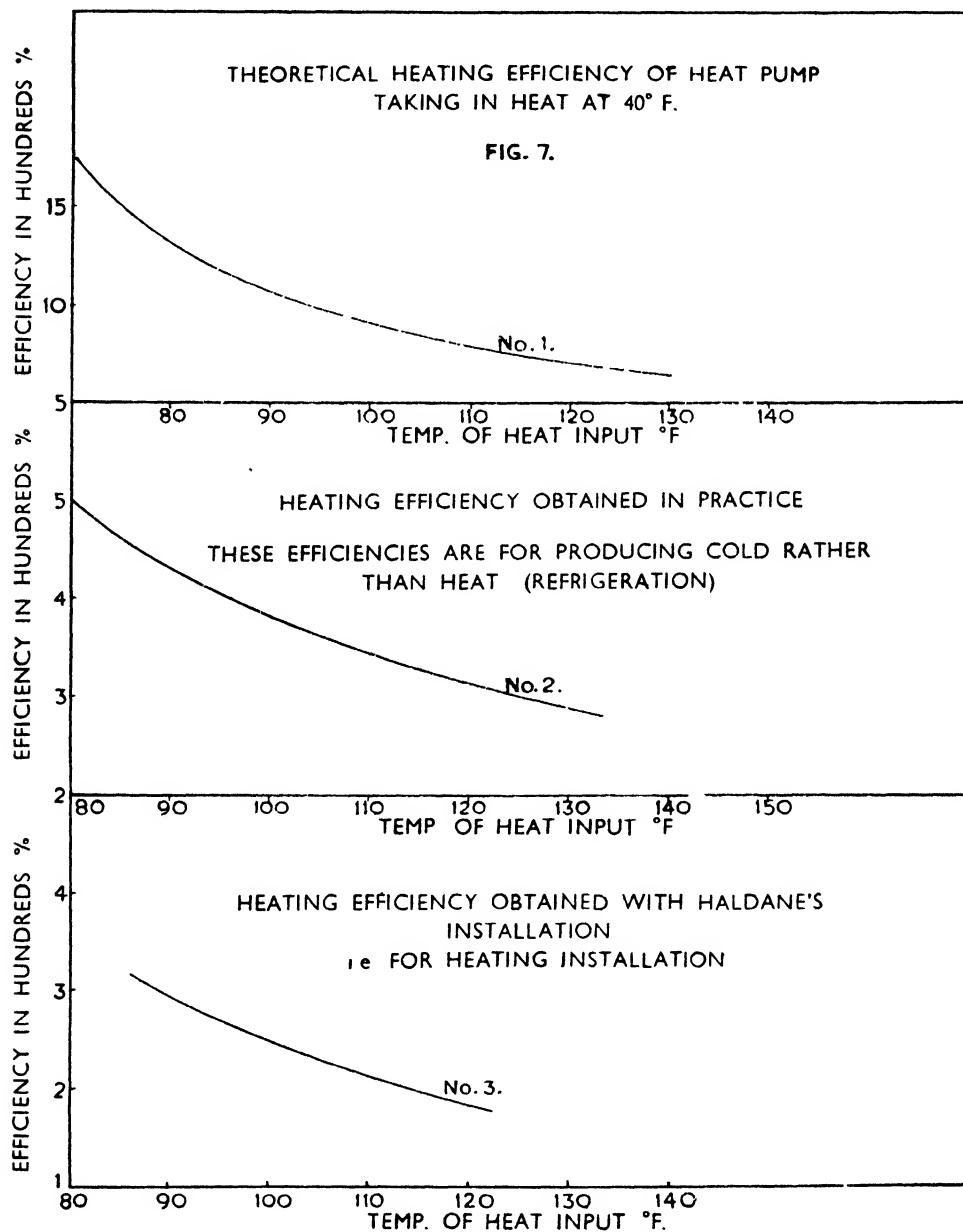 THEORETICAL HEATING EFFICIENCY OF HEAT PUMP
TAKING IN HEAT AT 40° F.
FIG. 7.
EFFICIENCY IN HUNDREDS %
15
10
5
No. 1.
80 90 100 110 120 130 140
TEMP. OF HEAT INPUT °F
HEATING EFFICIENCY OBTAINED IN PRACTICE
THESE EFFICIENCIES ARE FOR PRODUCING COLD RATHER
THAN HEAT (REFRIGERATION)
EFFICIENCY IN HUNDREDS %
5
4
3
2
No. 2.
80 90 100 110 120 130 140 150
TEMP. OF HEAT INPUT °F
HEATING EFFICIENCY OBTAINED WITH HALDANE'S
INSTALLATION
i e FOR HEATING INSTALLATION
EFFICIENCY IN HUNDREDS %
4
3
2
1
No. 3.
80 90 100 110 120 130 140
TEMP. OF HEAT INPUT °F.